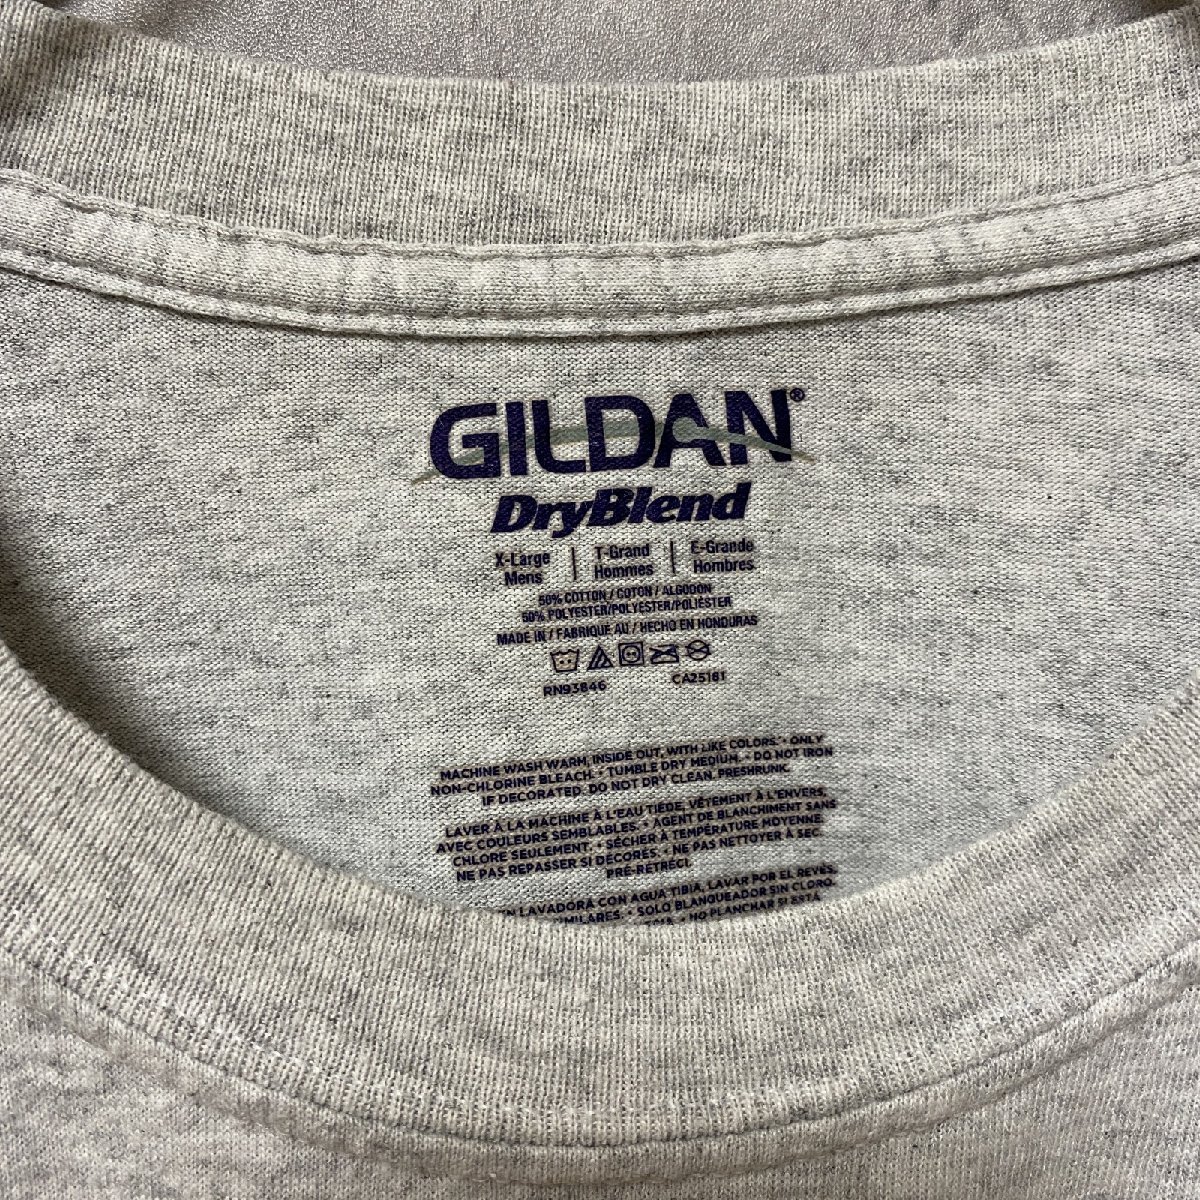 GILDAN®
DryBlend
X-Large | T-Grand | E-Grande
Mens | Hommes | Hombres
50% COTTON / COTON / ALGODON
50% POLYESTER/POLYESTER/POLIÉSTER
MADE IN / FABRIQUE AU / HECHO EN HONDURAS
RN93846 CA25181
MACHINE WASH WARM, INSIDE OUT, WITH LIKE COLORS. • ONLY
NON-CHLORINE BLEACH. • TUMBLE DRY MEDIUM. • DO NOT IRON
IF DECORATED. DO NOT DRY CLEAN. PRESHRUNK.
LAVER À LA MACHINE À L'EAU TIÈDE, VÊTEMENT À L'ENVERS,
AVEC COULEURS SEMBLABLES. • AGENT DE BLANCHIMENT SANS
CHLORE SEULEMENT. • SÉCHER À TEMPÉRATURE MOYENNE.
NE PAS REPASSER SI DÉCORÉS. • NE PAS NETTOYER À SEC.
PRÉ-RÉTRÉCI.
LAVADORA CON AGUA TIBIA, LAVAR POR EL REVÉS,
SOLO BLANQUEADOR SIN CLORO.
NO PLANCHAR SI ESTÁ